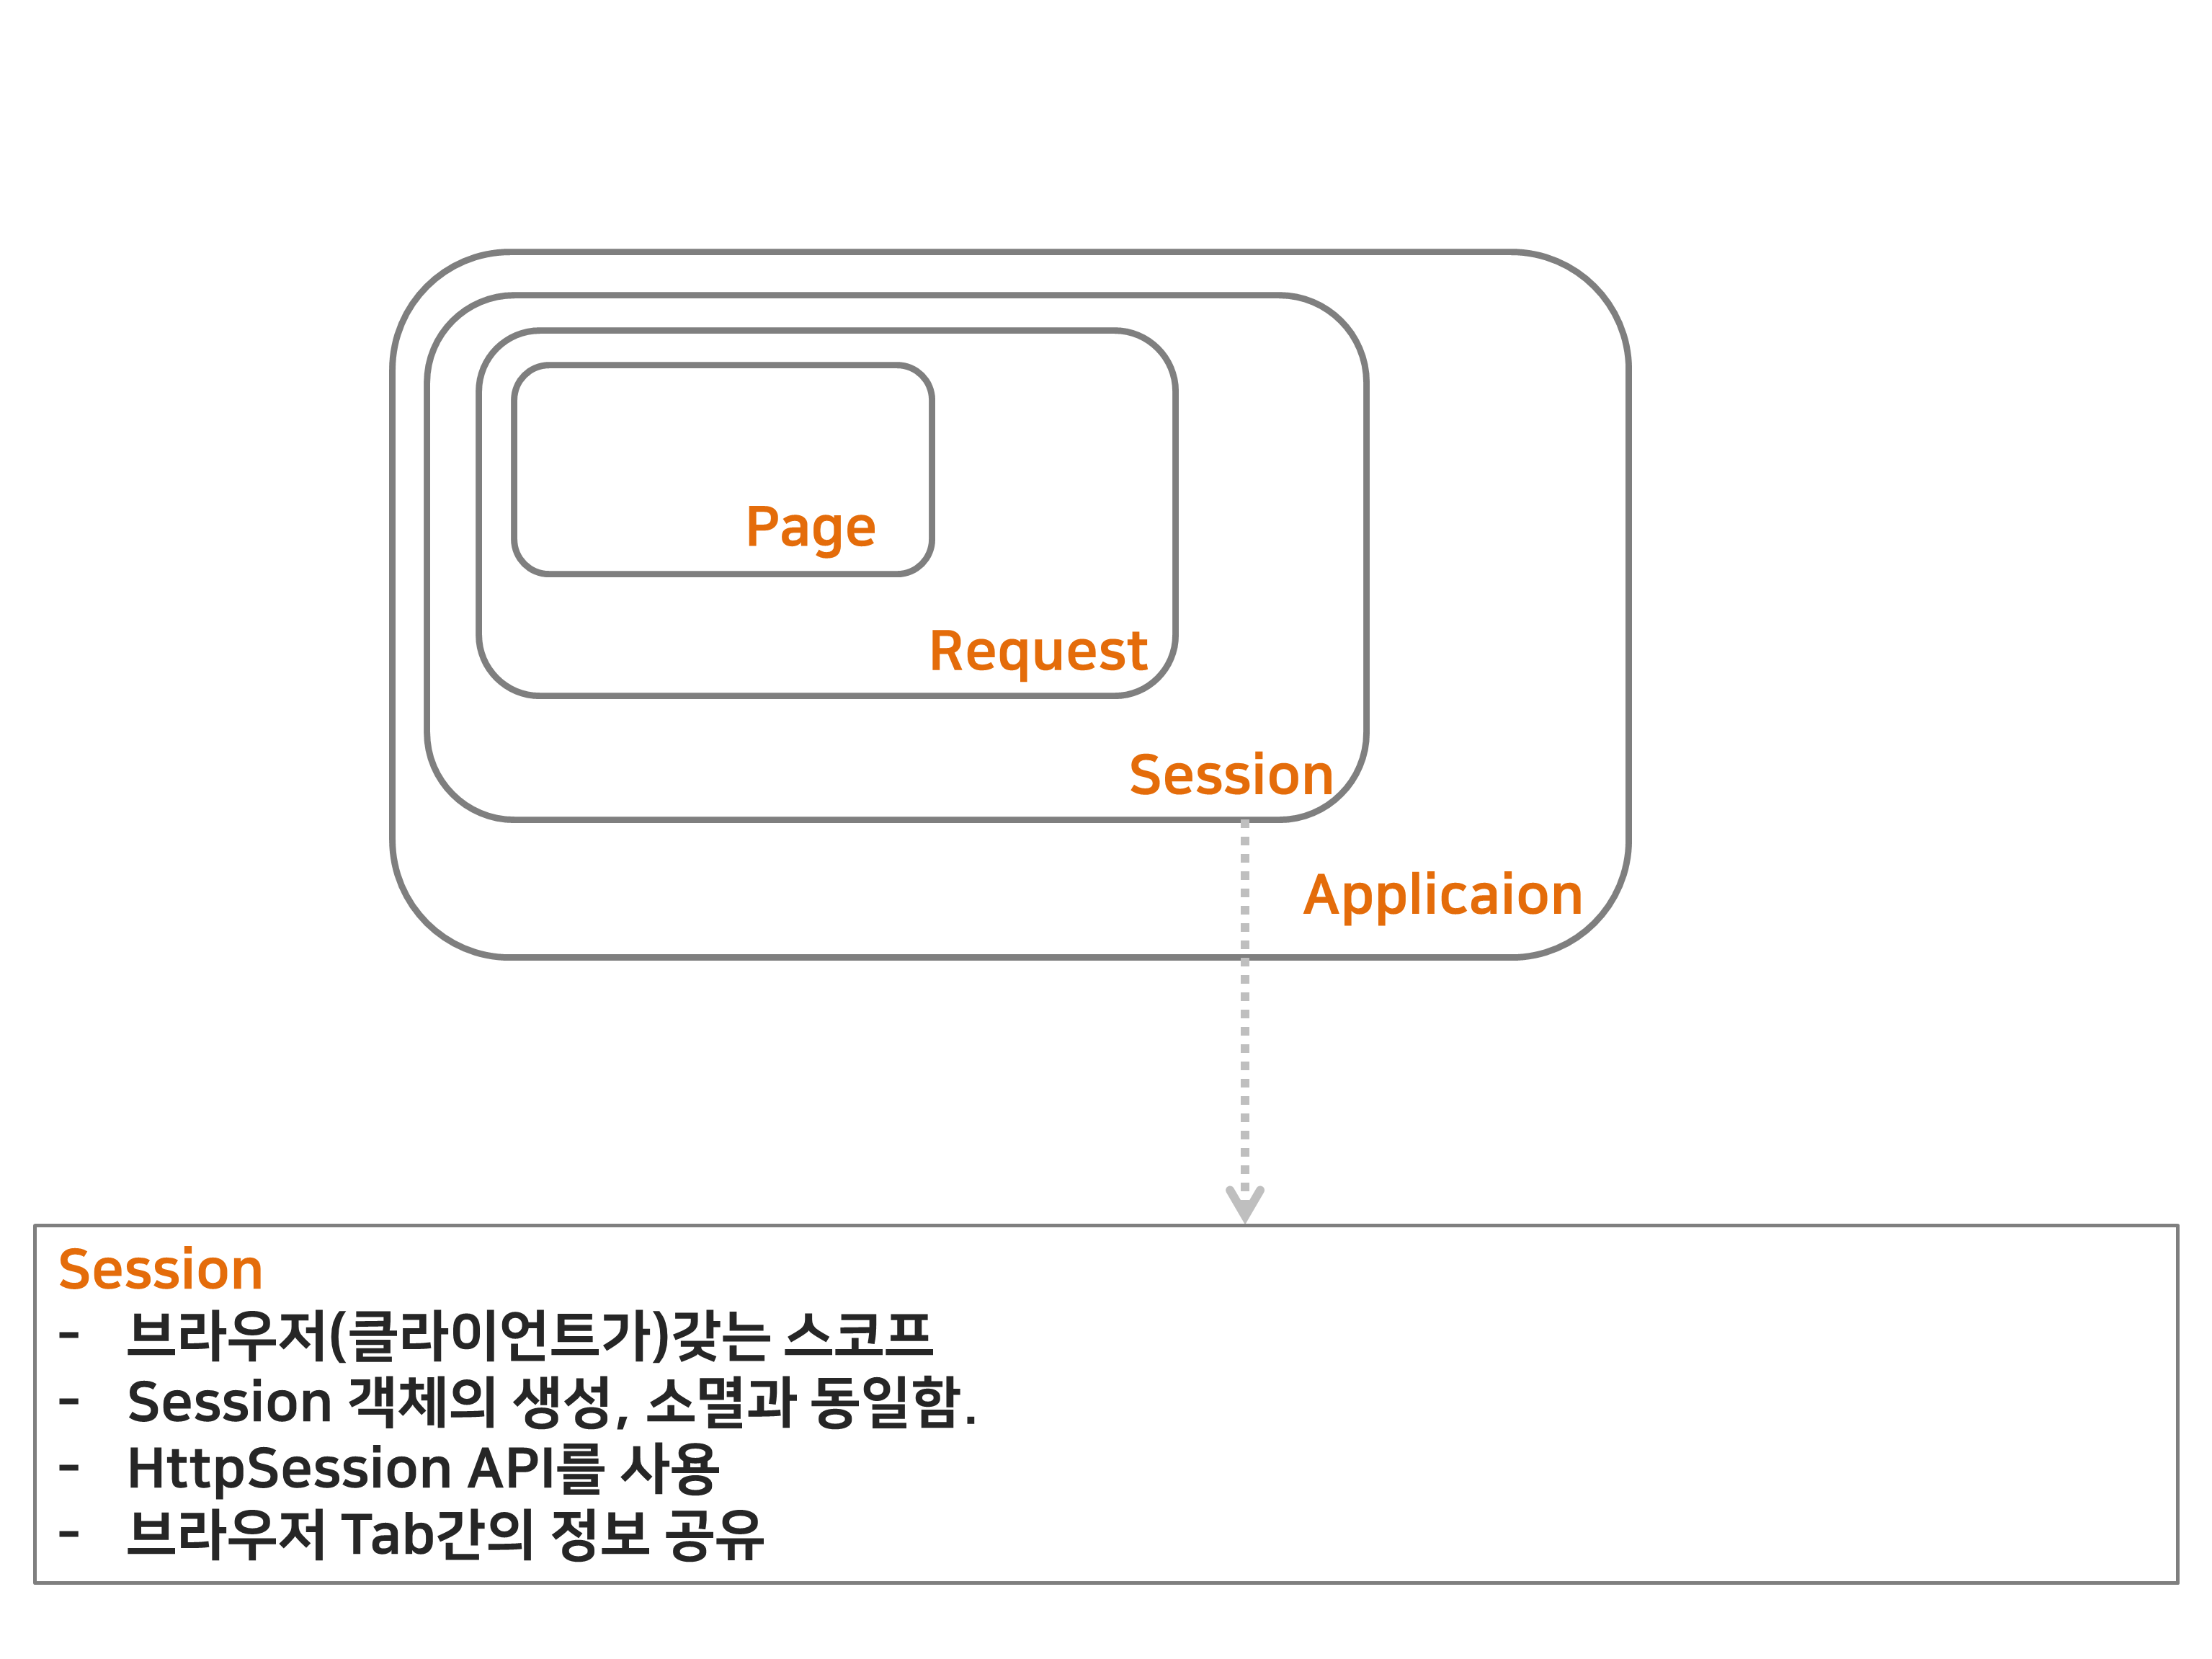 Page
Request
Session
Applicaion
Session
- 브라우저(클라이언트가)갖는 스코프
- Session 객체의 생성, 소멸과 동일함.
- HttpSession API를 사용
- 브라우저 Tab간의 정보 공유